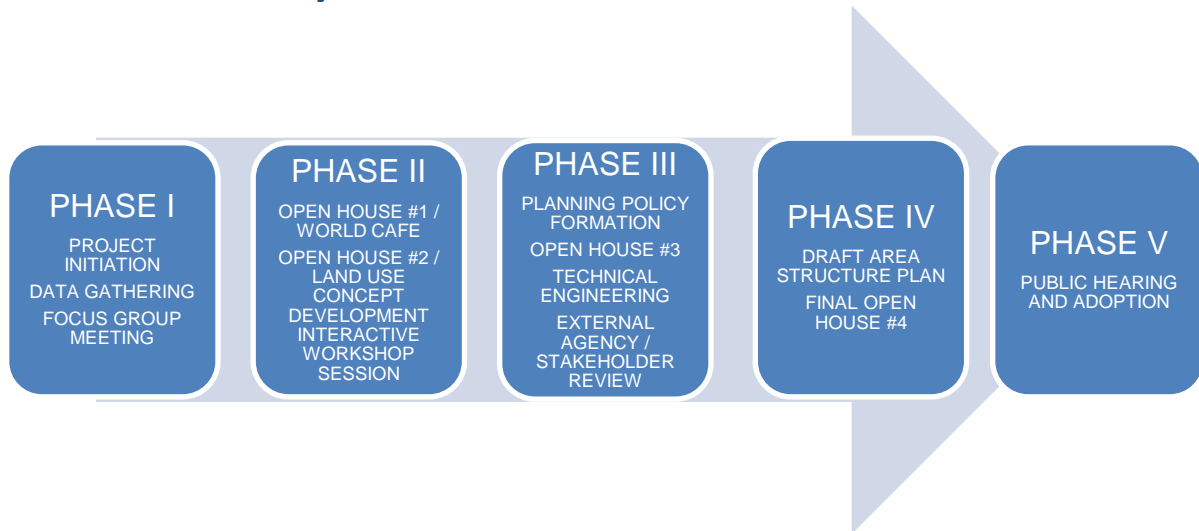 PHASE I
PROJECT
INITIATION
DATA GATHERING
FOCUS GROUP
MEETING
PHASE II
OPEN HOUSE #1 /
WORLD CAFE
OPEN HOUSE #2 /
LAND USE
CONCEPT
DEVELOPMENT
INTERACTIVE
WORKSHOP
SESSION
PHASE III
PLANNING POLICY
FORMATION
OPEN HOUSE #3
TECHNICAL
ENGINEERING
EXTERNAL
AGENCY /
STAKEHOLDER
REVIEW
PHASE IV
DRAFT AREA
STRUCTURE PLAN
FINAL OPEN
HOUSE #4
PHASE V
PUBLIC HEARING
AND ADOPTION